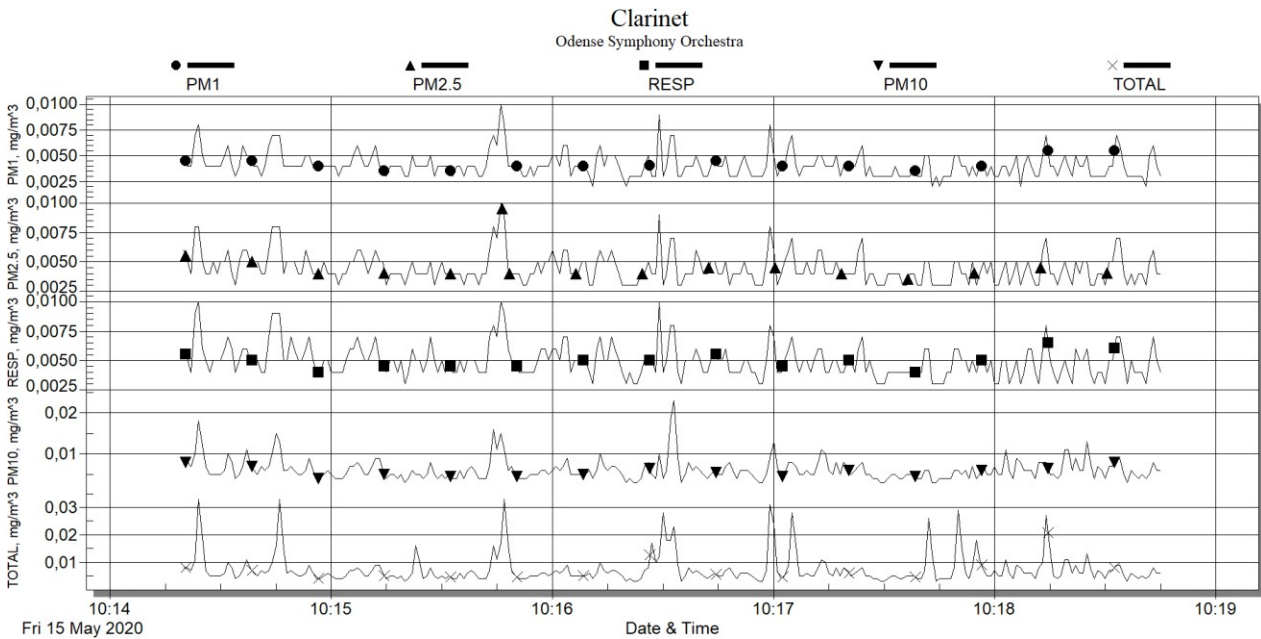 Clarinet
Odense Symphony Orchestra
PM1 PM2.5 RESP PM10 TOTAL
PM1, mg/m^3
0,0100
0,0075
0,0050
0,0025
PM2.5, mg/m^3
0,0100
0,0075
0,0050
0,0025
RESP, mg/m^3
0,0100
0,0075
0,0050
0,0025
PM10, mg/m^3
0,02
0,01
TOTAL, mg/m^3
0,03
0,02
0,01
10:14 10:15 10:16 10:17 10:18 10:19
Fri 15 May 2020 Date & Time